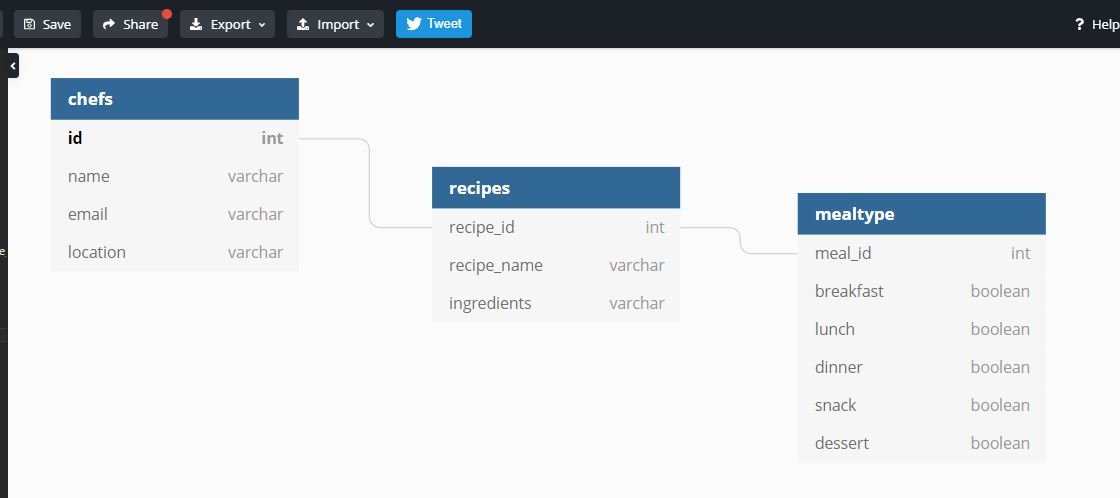 Save Share Export Import Tweet ? Help
chefs
id int
name varchar
email varchar
location varchar
recipes
recipe_id int
recipe_name varchar
ingredients varchar
mealtype
meal_id int
breakfast boolean
lunch boolean
dinner boolean
snack boolean
dessert boolean